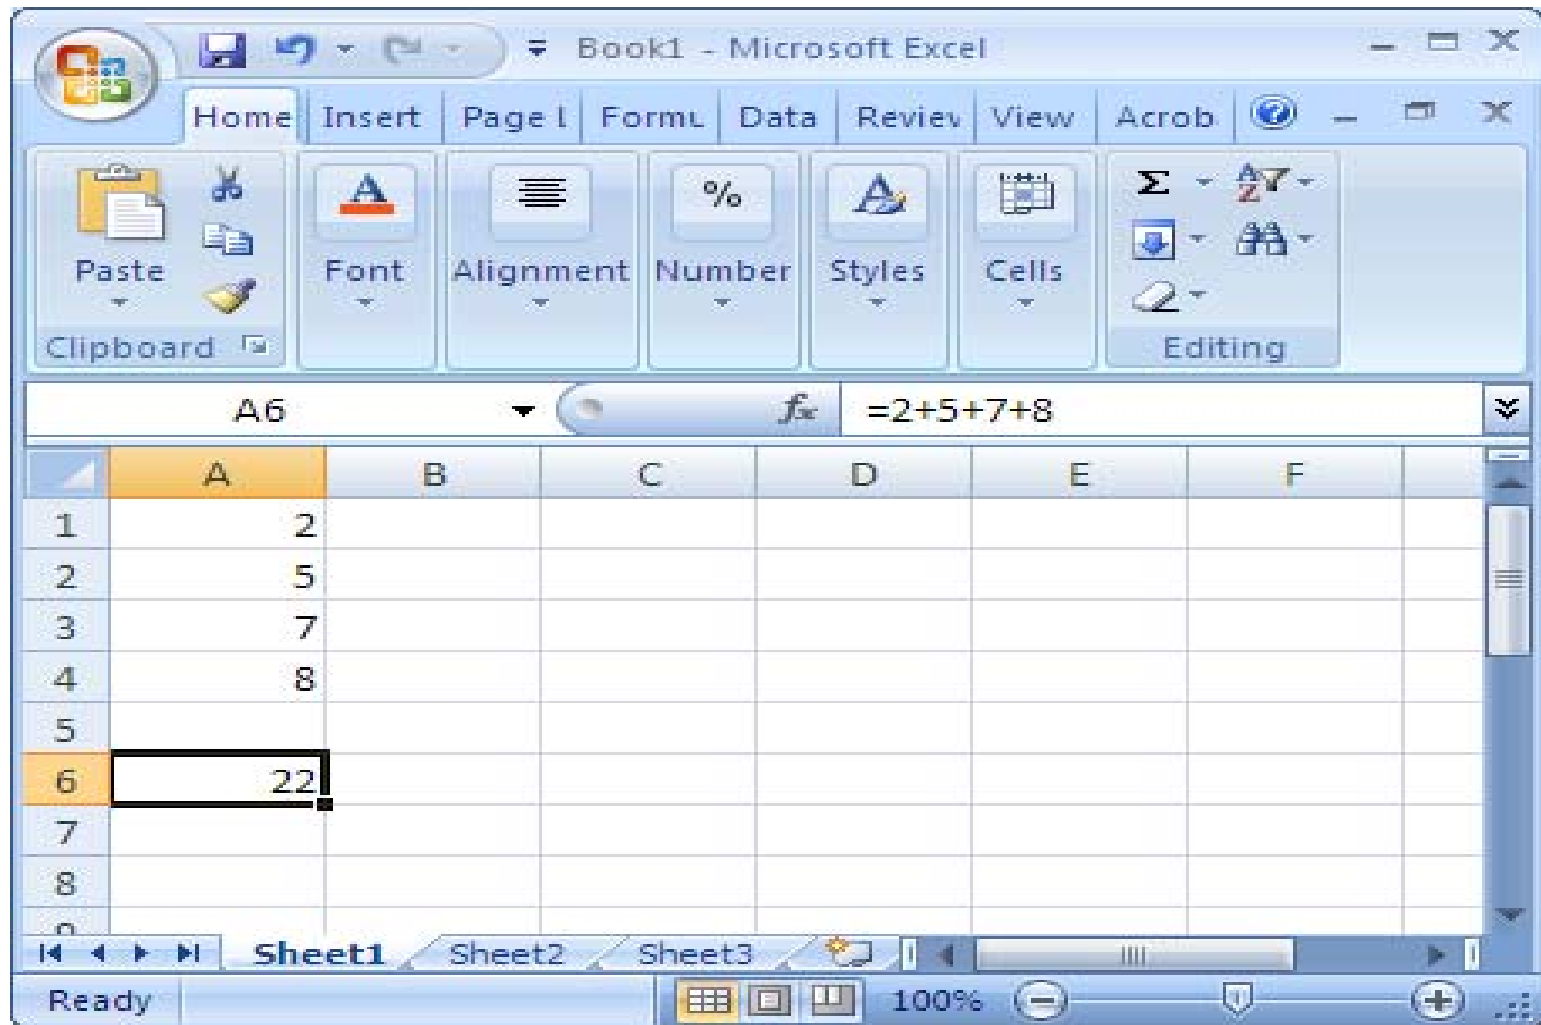 Book1 - Microsoft Excel
Home Insert Page l Formu Data Review View Acrob
Paste
Clipboard
Font
Alignment
%
Number
Styles
Cells
Σ
Editing
A6 fx =2+5+7+8
A B C D E F
1 2
2 5
3 7
4 8
5
6 22
7
8
9
Sheet1 Sheet2 Sheet3
Ready 100%